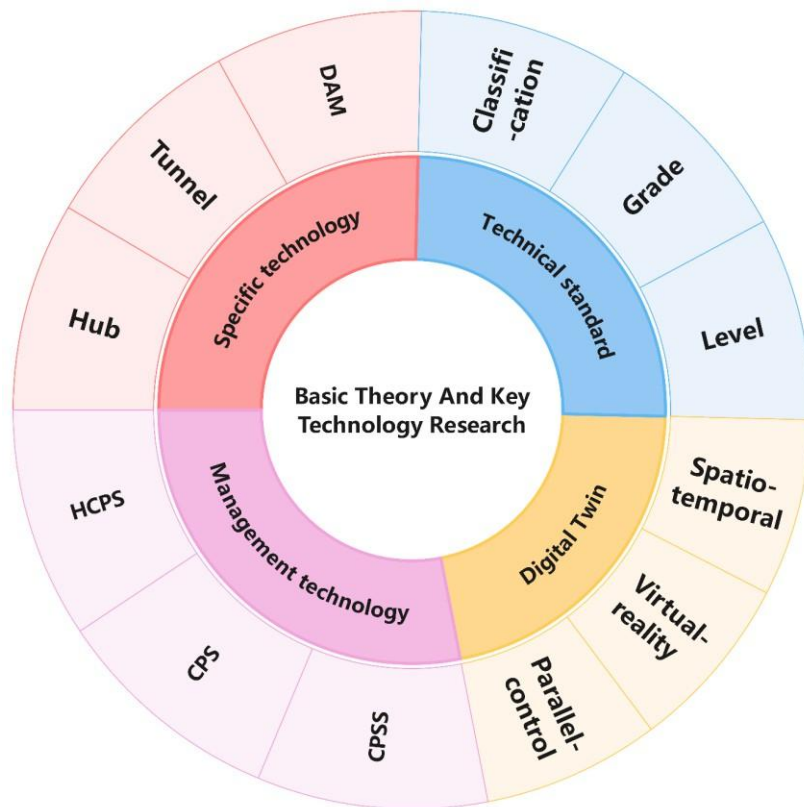 Basic Theory And Key
Technology Research
Technical standard
Classifi
-cation
Grade
Level
Digital Twin
Spatio-
temporal
Virtual-
reality
Parallel-
control
Management technology
CPSS
CPS
HCPS
Specific technology
Hub
Tunnel
DAM